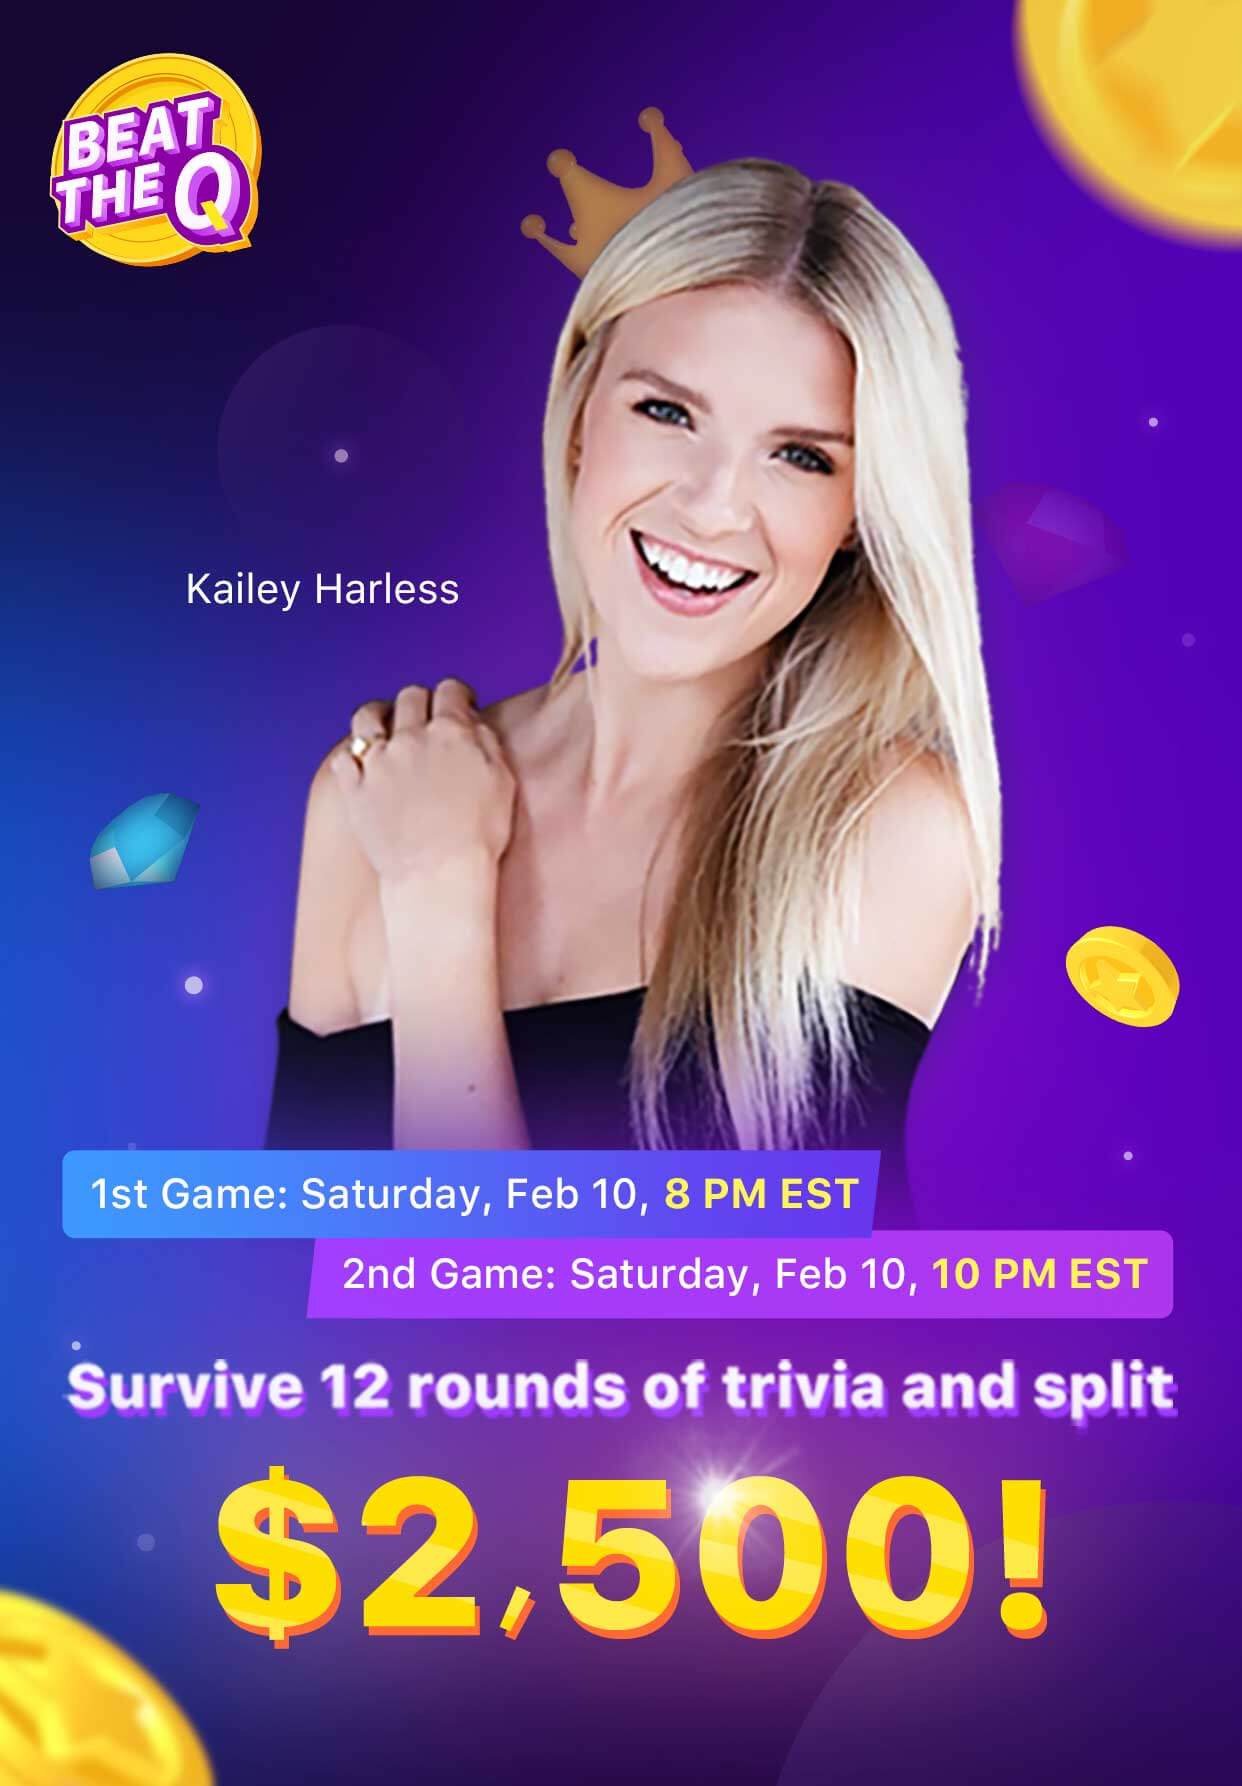 BEAT
THE Q
Kailey Harless
1st Game: Saturday, Feb 10, 8 PM EST
2nd Game: Saturday, Feb 10, 10 PM EST
Survive 12 rounds of trivia and split
$2,500!